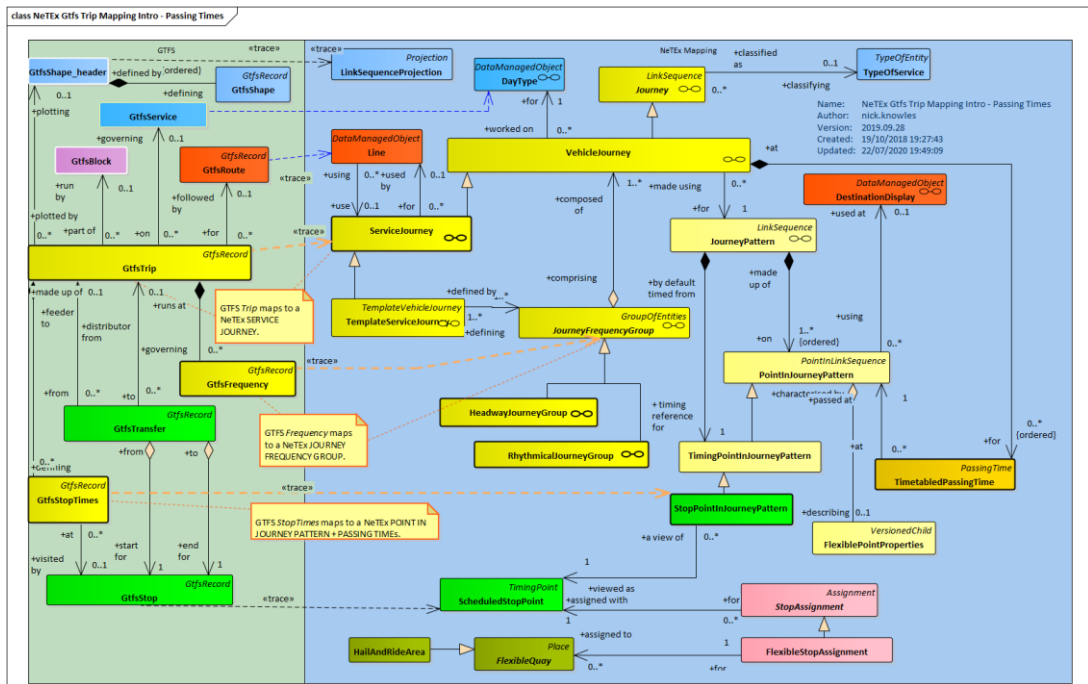 class NeTEx Gtfs Trip Mapping Intro - Passing Times
GTFS
«trace»
«trace»
NeTEx Mapping
GtfsShape_header
+defined by
{ordered}
GtfsRecord
GtfsShape
0..1
+plotting
+defining
Projection
LinkSequenceProjection
DataManagedObject
DayType
+for
1
LinkSequence
Journey
+classified
as
0..1
0..*
+classifying
TypeOfEntity
TypeOfService
Name: NeTEx Gtfs Trip Mapping Intro - Passing Times
Author: nick.knowles
Version: 2019.09.28
Created: 19/10/2018 19:27:43
Updated: 22/07/2020 19:49:09
GtfsService
+governing
0..1
GtfsBlock
GtfsRecord
GtfsRoute
+run
by
0..1
+followed
by
0..1
+plotted by
0..*
+part of
0..*
+on
0..*
+for
0..*
«trace»
«trace»
DataManagedObject
Line
+using
0..*
+used
by
0..1
+use
0..1
+for
0..*
+worked on
0..*
VehicleJourney
+at
1..*
+made using
0..*
+composed
of
+for
1
DataManagedObject
DestinationDisplay
+used at
0..1
ServiceJourney
LinkSequence
JourneyPattern
GtfsRecord
GtfsTrip
+made up of
0..1
0..1
+runs at
+feeder
to
+distributor
from
GTFS Trip maps to a
NeTEx SERVICE
JOURNEY.
TemplateVehicleJourney
TemplateServiceJourney
+defined by
1..*
0..*
+defining
+comprising
+by default
timed from
+made
up of
GroupOfEntities
JourneyFrequencyGroup
+using
+on
1..*
{ordered}
0..*
+governing
0..*
«trace»
GtfsRecord
GtfsFrequency
PointInLinkSequence
PointInJourneyPattern
+from
0..*
+to
0..*
+characterised by
+passed at
1
HeadwayJourneyGroup
RhythmicalJourneyGroup
+ timing
reference
for
1
GtfsRecord
GtfsTransfer
+from
+to
GTFS Frequency maps
to a NeTEx JOURNEY
FREQUENCY GROUP.
TimingPointInJourneyPattern
+at
0..*
+for
0..*
{ordered}
PassingTime
TimetabledPassingTime
0..*
+defining
GtfsRecord
GtfsStopTimes
«trace»
StopPointInJourneyPattern
+describing
0..1
VersionedChild
FlexiblePointProperties
GTFS StopTimes maps to a NeTEx POINT IN
JOURNEY PATTERN + PASSING TIMEs.
+at
0..*
+visited
by
0..1
+start
for
1
+end
for
1
+a view of
0..*
GtfsRecord
GtfsStop
«trace»
TimingPoint
ScheduledStopPoint
1
+viewed as
+assigned with
1
+for
0..*
Assignment
StopAssignment
HailAndRideArea
Place
FlexibleQuay
+assigned to
0..*
1
+for
FlexibleStopAssignment